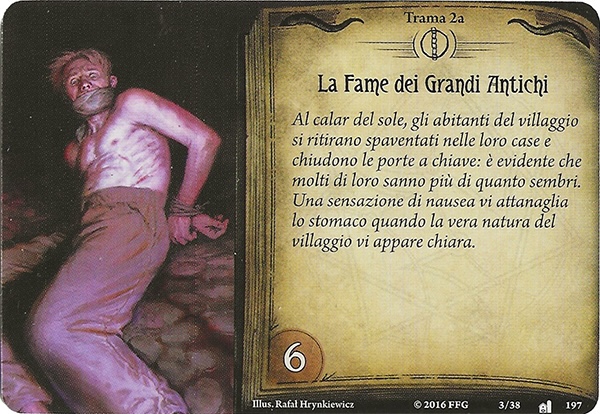 Trama 2a
La Fame dei Grandi Antichi
Al calar del sole, gli abitanti del villaggio
si ritirano spaventati nelle loro case e
chiudono le porte a chiave: è evidente che
molti di loro sanno più di quanto sembri.
Una sensazione di nausea vi attanaglia
lo stomaco quando la vera natura del
villaggio vi appare chiara.
6
Illus. Rafał Hrynkiewicz © 2016 FFG 3/38 197